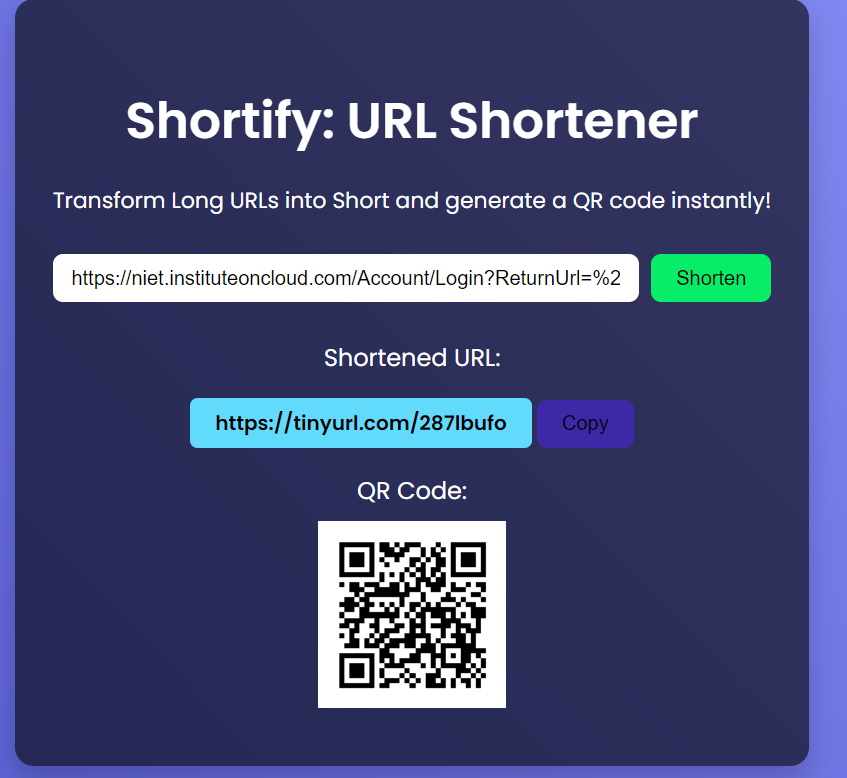 Shortify: URL Shortener
Transform Long URLs into Short and generate a QR code instantly!
https://niet.instituteoncloud.com/Account/Login?ReturnUrl=%2
Shorten
Shortened URL:
https://tinyurl.com/287lbufo
Copy
QR Code: